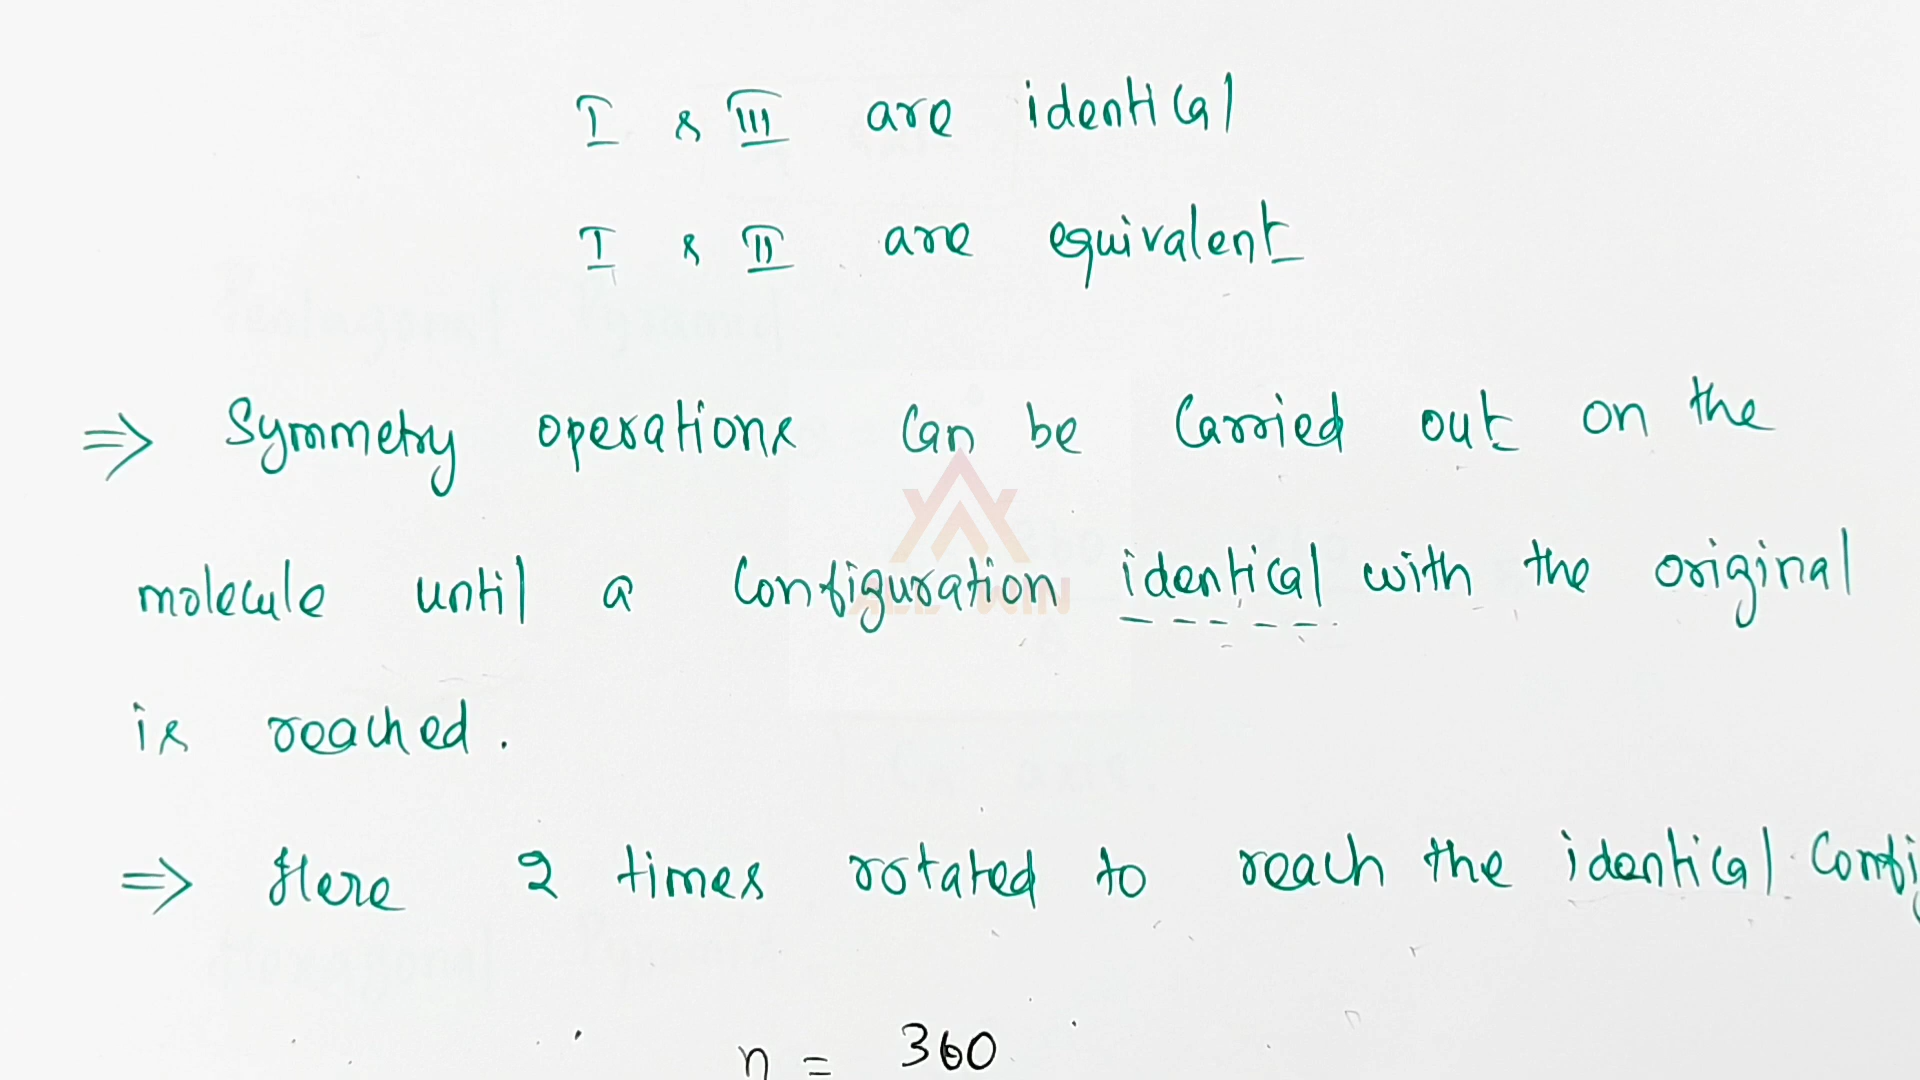 I & III are identical
I & II are equivalent
⇒ Symmetry operations can be carried out on the
molecule until a configuration identical with the original
is reached.
⇒ Here 2 times rotated to reach the identical confi
n = 360